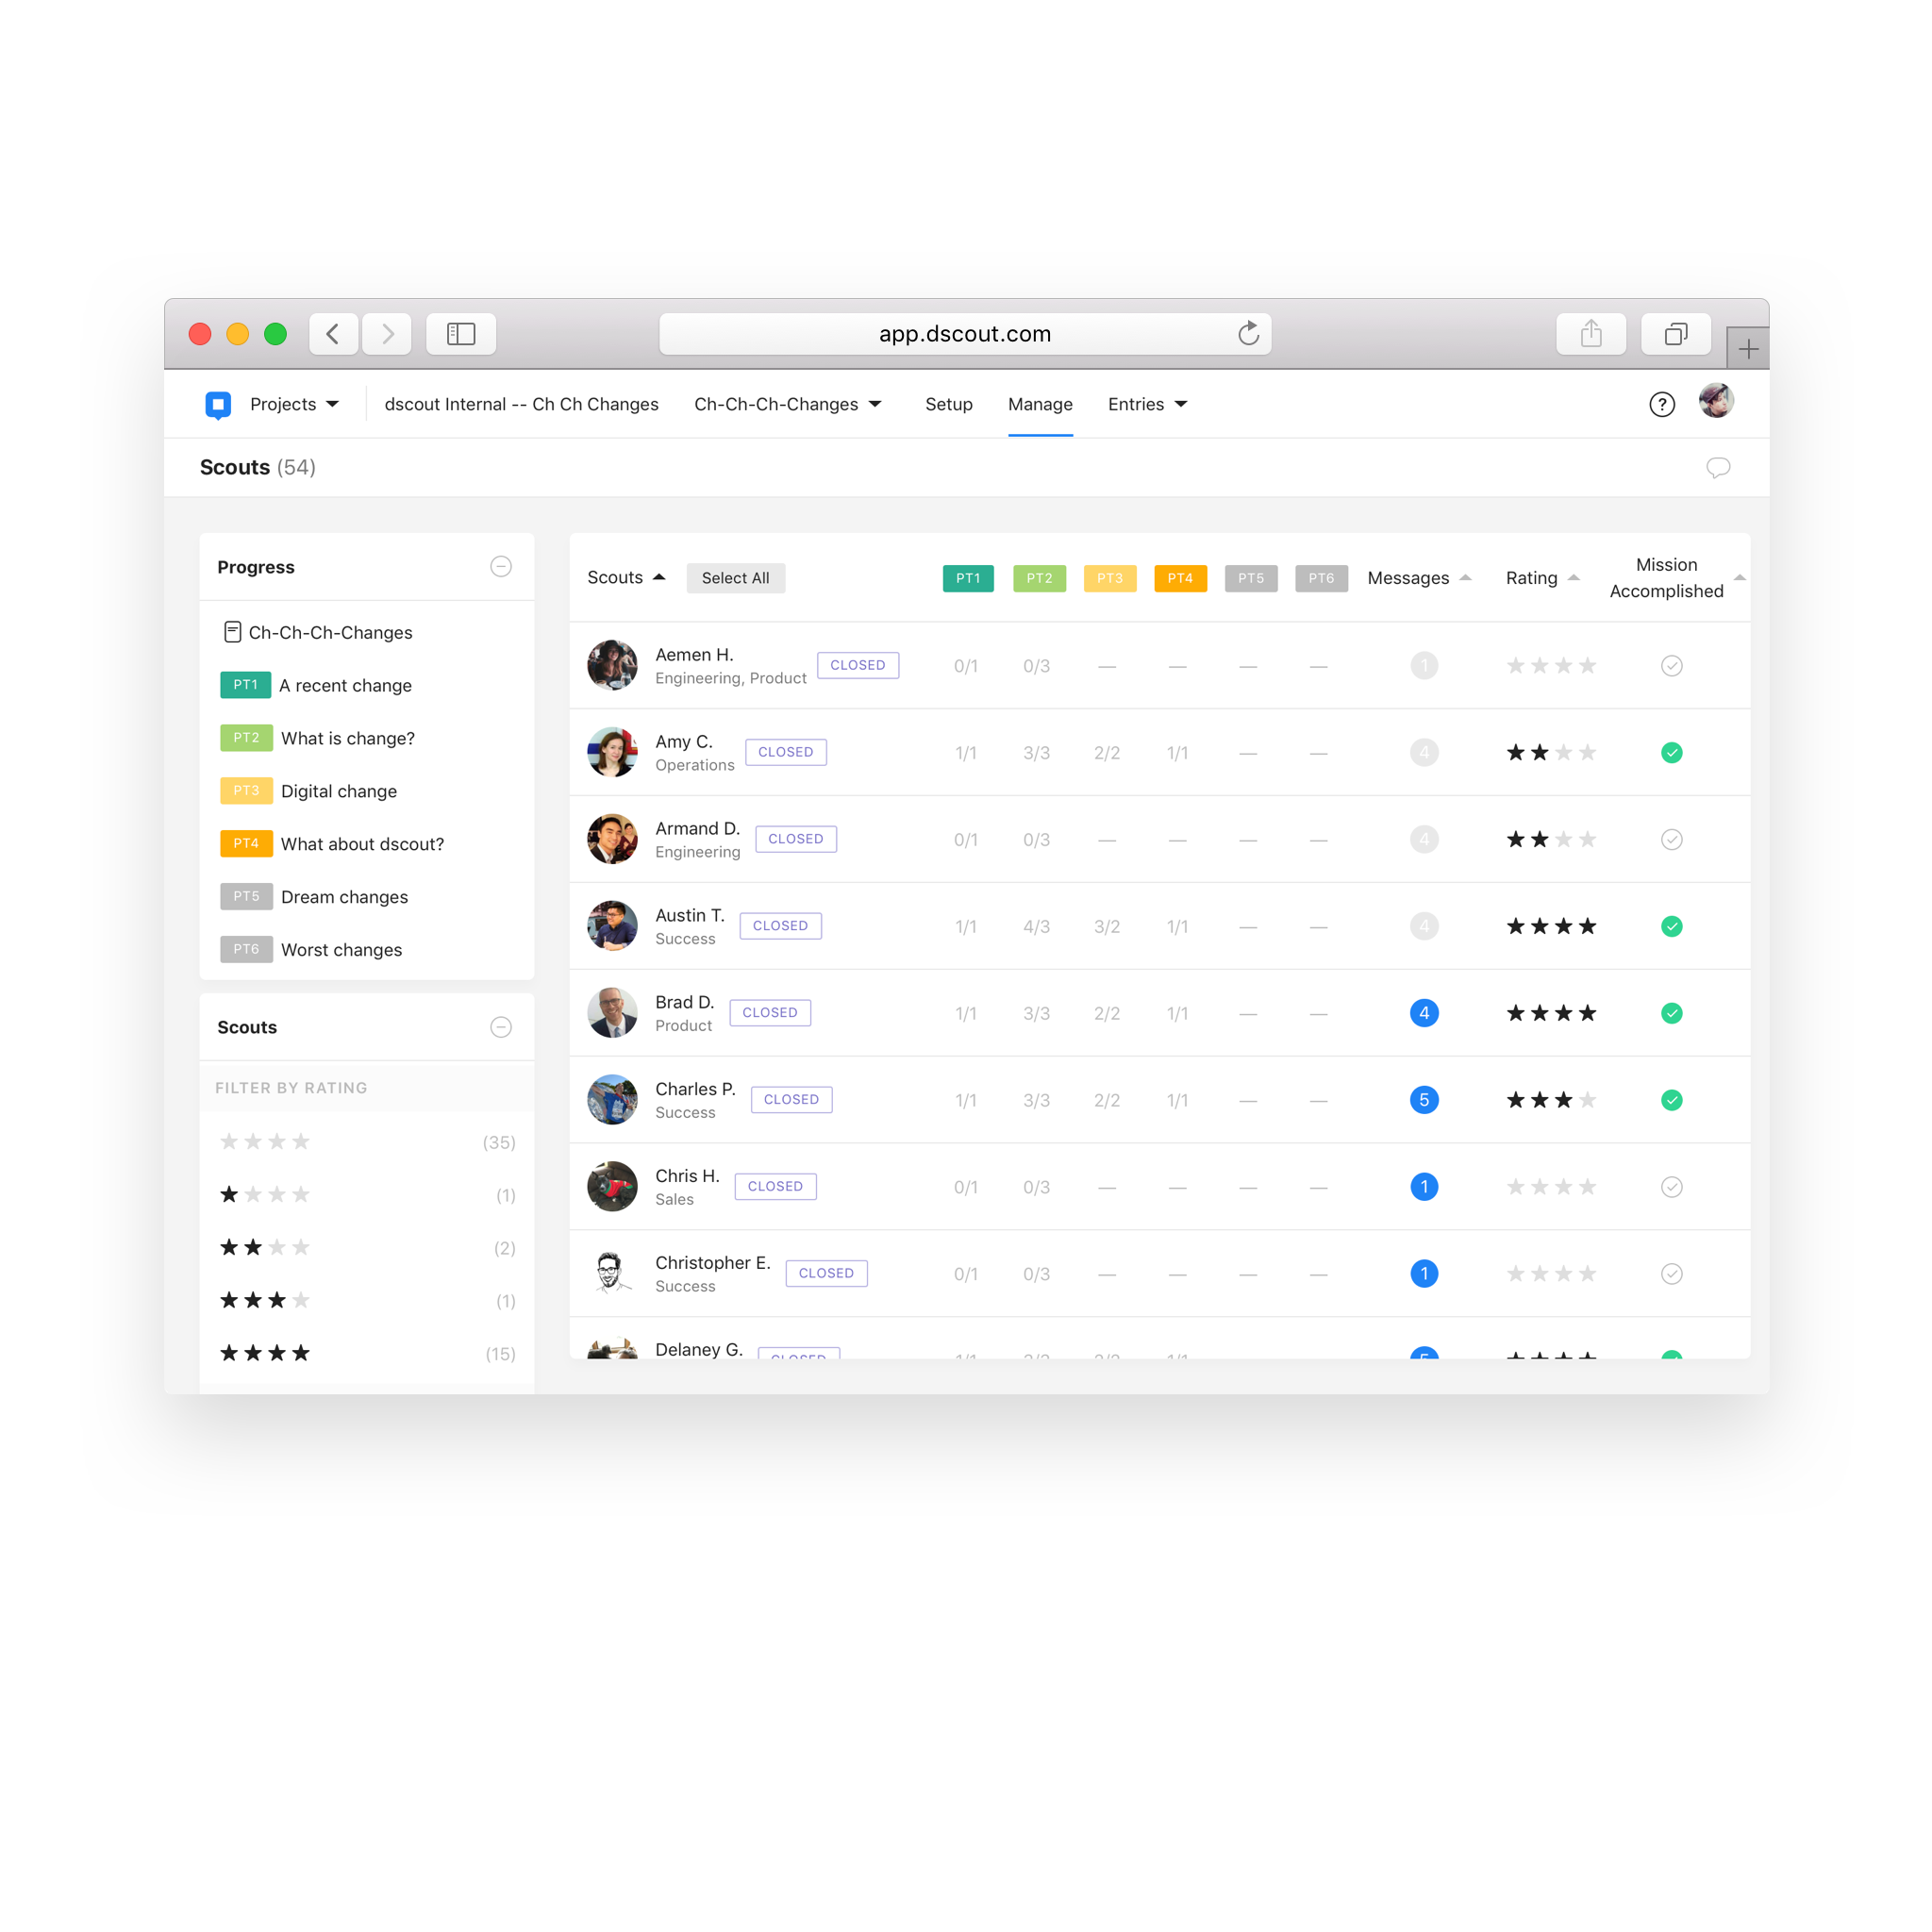 app.dscout.com
Projects dscout Internal -- Ch Ch Changes Ch-Ch-Ch-Changes Setup Manage Entries ?
Scouts (54)
Progress
Ch-Ch-Ch-Changes
PT1 A recent change
PT2 What is change?
PT3 Digital change
PT4 What about dscout?
PT5 Dream changes
PT6 Worst changes
Scouts
FILTER BY RATING
(35)
(1)
(2)
(1)
(15)
Scouts Select All PT1 PT2 PT3 PT4 PT5 PT6 Messages Rating Mission
Accomplished
Aemen H.
Engineering, Product
CLOSED 0/1 0/3 — — — — 1
Amy C.
Operations
CLOSED 1/1 3/3 2/2 1/1 — — 4
Armand D.
Engineering
CLOSED 0/1 0/3 — — — — 4
Austin T.
Success
CLOSED 1/1 4/3 3/2 1/1 — — 4
Brad D.
Product
CLOSED 1/1 3/3 2/2 1/1 — — 4
Charles P.
Success
CLOSED 1/1 3/3 2/2 1/1 — — 5
Chris H.
Sales
CLOSED 0/1 0/3 — — — — 1
Christopher E.
Success
CLOSED 0/1 0/3 — — — — 1
Delaney G.
CLOSED